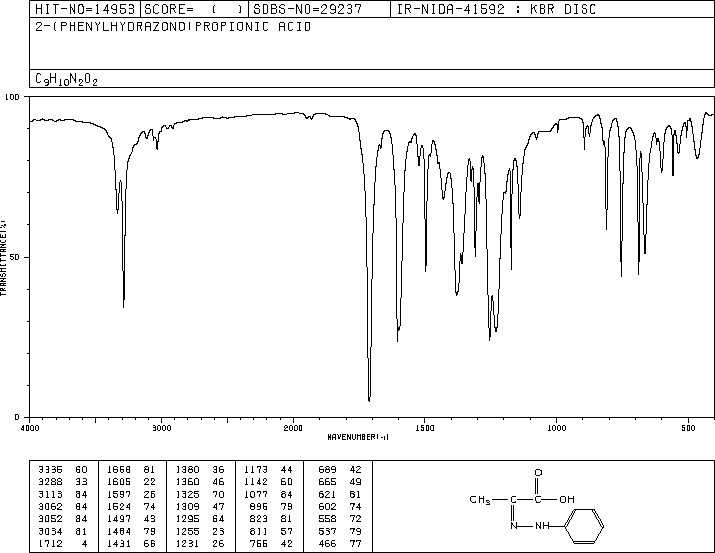 HIT-NO=14953 SCORE= ( ) SDBS-NO=29237 IR-NIDA-41592 : KBR DISC
2-(PHENYLHYDRAZONO)PROPIONIC ACID
C9H10N2O2
100
50
0
TRANSMITTANCE(%)
4000 3000 2000 1500 1000 500
WAVENUMBER(-1)
3335 60 1668 81 1380 36 1173 44 689 42
3288 33 1605 22 1360 46 1142 60 665 49
3113 84 1597 26 1325 70 1077 84 621 81
3062 84 1524 74 1309 47 896 79 602 74
3052 84 1497 43 1295 64 823 81 558 72
3034 81 1484 79 1255 23 811 57 537 79
1712 4 1431 66 1231 26 756 42 466 77
O
CH3 C C OH
N NH